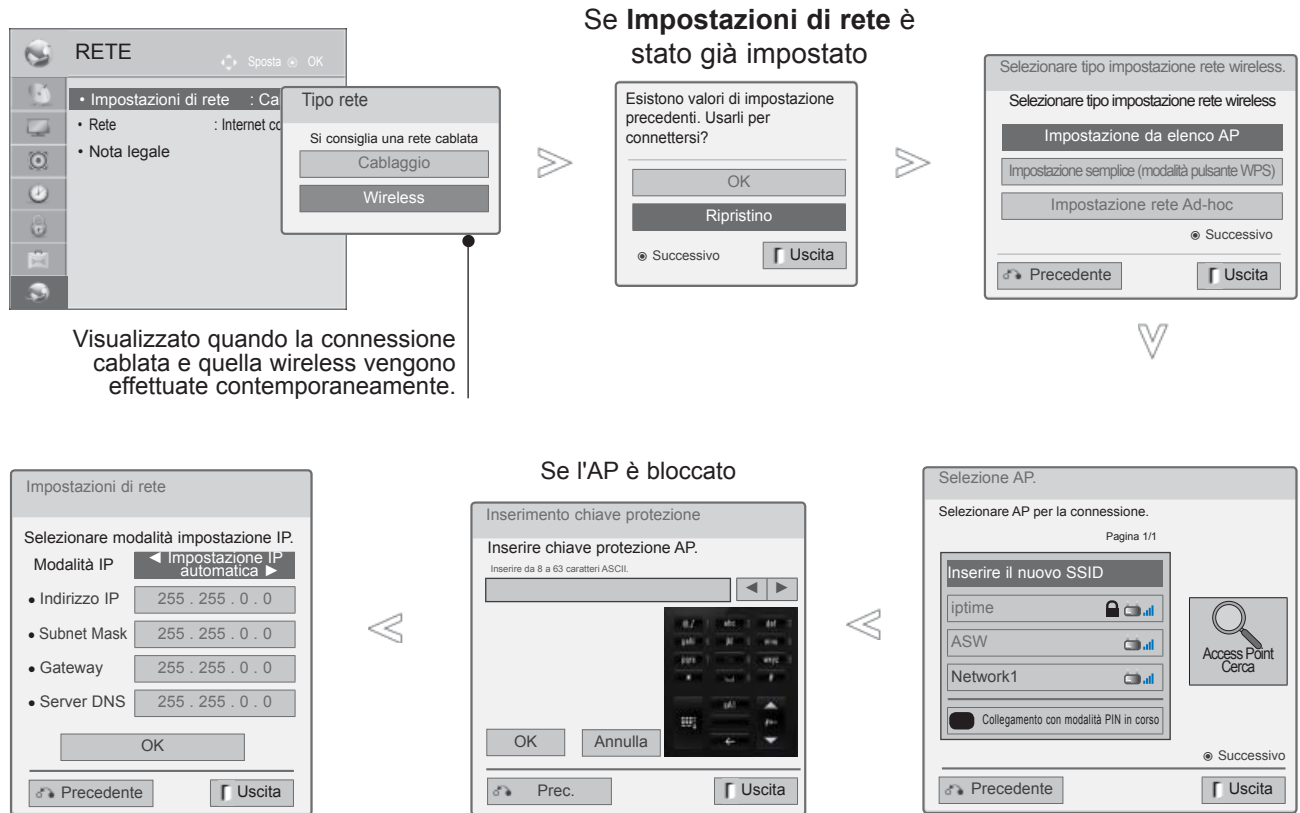 Se Impostazioni di rete è
stato già impostato
RETE
Sposta OK
• Impostazioni di rete : Ca
• Rete : Internet co
• Nota legale
Tipo rete
Si consiglia una rete cablata
Cablaggio
Wireless
Visualizzato quando la connessione
cablata e quella wireless vengono
effettuate contemporaneamente.
Esistono valori di impostazione
precedenti. Usarli per
connettersi?
OK
Ripristino
Successivo
Uscita
Selezionare tipo impostazione rete wireless.
Selezionare tipo impostazione rete wireless
Impostazione da elenco AP
Impostazione semplice (modalità pulsante WPS)
Impostazione rete Ad-hoc
Successivo
Precedente
Uscita
Impostazioni di rete
Selezionare modalità impostazione IP.
Modalità IP
◄ Impostazione IP
automatica ►
• Indirizzo IP 255 . 255 . 0 . 0
• Subnet Mask 255 . 255 . 0 . 0
• Gateway 255 . 255 . 0 . 0
• Server DNS 255 . 255 . 0 . 0
OK
Precedente
Uscita
Se l'AP è bloccato
Inserimento chiave protezione
Inserire chiave protezione AP.
Inserire da 8 a 63 caratteri ASCII.
◄ ►
OK
Annulla
Prec.
Uscita
Selezione AP.
Selezionare AP per la connessione.
Pagina 1/1
Inserire il nuovo SSID
iptime
ASW
Network1
Collegamento con modalità PIN in corso
Access Point
Cerca
Successivo
Precedente
Uscita